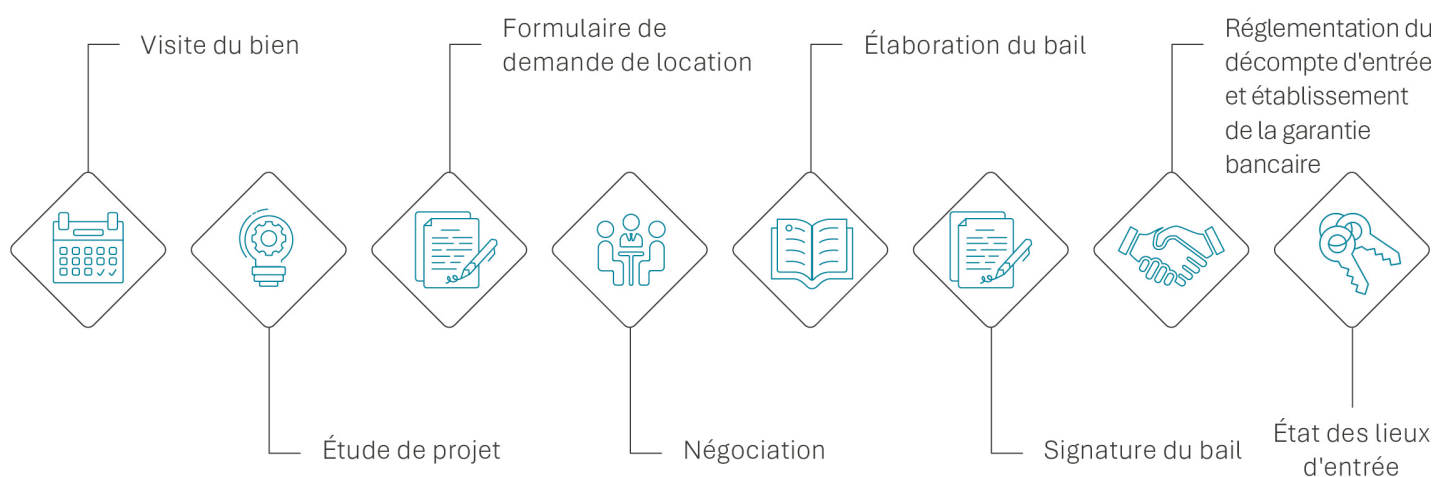 Visite du bien
Étude de projet
Formulaire de
demande de location
Négociation
Élaboration du bail
Signature du bail
Réglementation du
décompte d'entrée
et établissement
de la garantie
bancaire
État des lieux
d'entrée